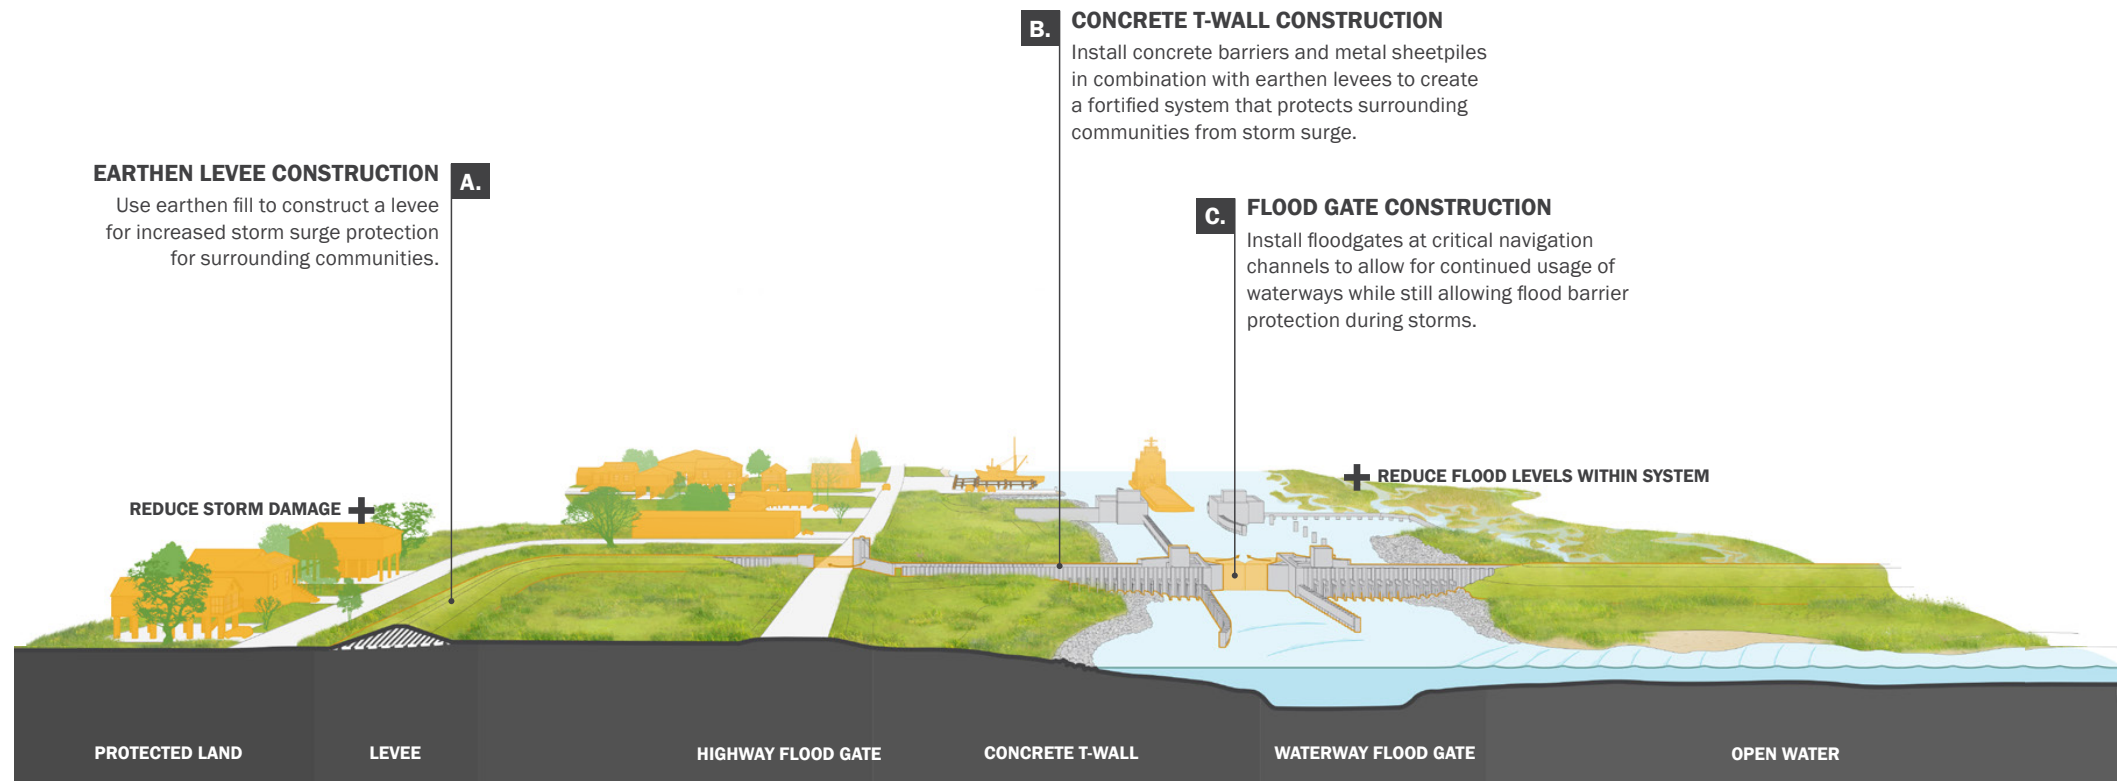 B.
CONCRETE T-WALL CONSTRUCTION
Install concrete barriers and metal sheetpiles
in combination with earthen levees to create
a fortified system that protects surrounding
communities from storm surge.
EARTHEN LEVEE CONSTRUCTION
A.
Use earthen fill to construct a levee
for increased storm surge protection
for surrounding communities.
C.
FLOOD GATE CONSTRUCTION
Install floodgates at critical navigation
channels to allow for continued usage of
waterways while still allowing flood barrier
protection during storms.
REDUCE STORM DAMAGE
REDUCE FLOOD LEVELS WITHIN SYSTEM
PROTECTED LAND
LEVEE
HIGHWAY FLOOD GATE
CONCRETE T-WALL
WATERWAY FLOOD GATE
OPEN WATER